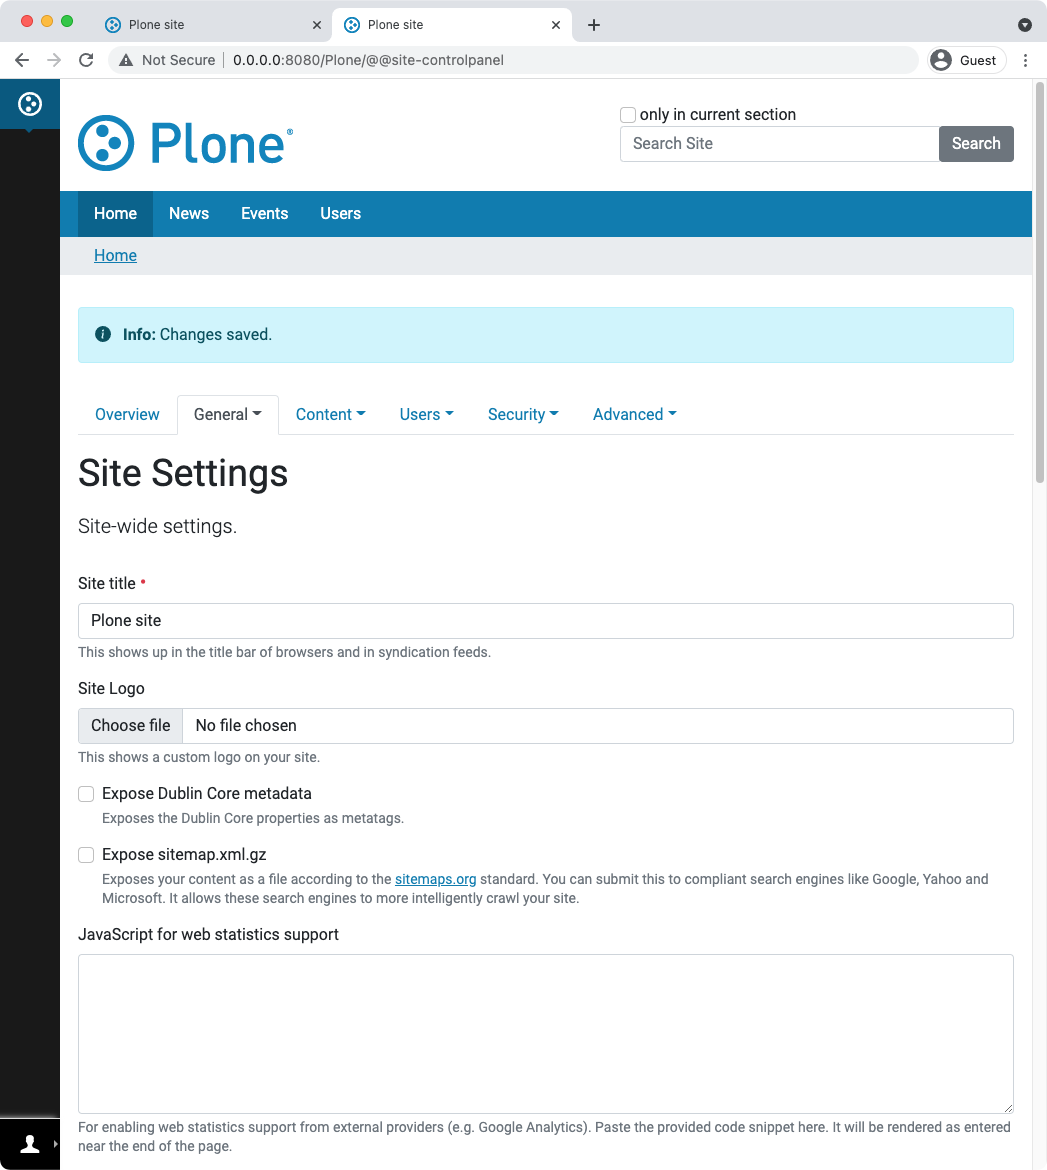 Plone site
Plone site
Not Secure
0.0.0.0:8080/Plone/@@site-controlpanel
Guest
Plone®
only in current section
Search Site
Search
Home News Events Users
Home
Info: Changes saved.
Overview General Content Users Security Advanced
Site Settings
Site-wide settings.
Site title •
Plone site
This shows up in the title bar of browsers and in syndication feeds.
Site Logo
Choose file No file chosen
This shows a custom logo on your site.
Expose Dublin Core metadata
Exposes the Dublin Core properties as metatags.
Expose sitemap.xml.gz
Exposes your content as a file according to the sitemaps.org standard. You can submit this to compliant search engines like Google, Yahoo and
Microsoft. It allows these search engines to more intelligently crawl your site.
JavaScript for web statistics support
For enabling web statistics support from external providers (e.g. Google Analytics). Paste the provided code snippet here. It will be rendered as entered
near the end of the page.